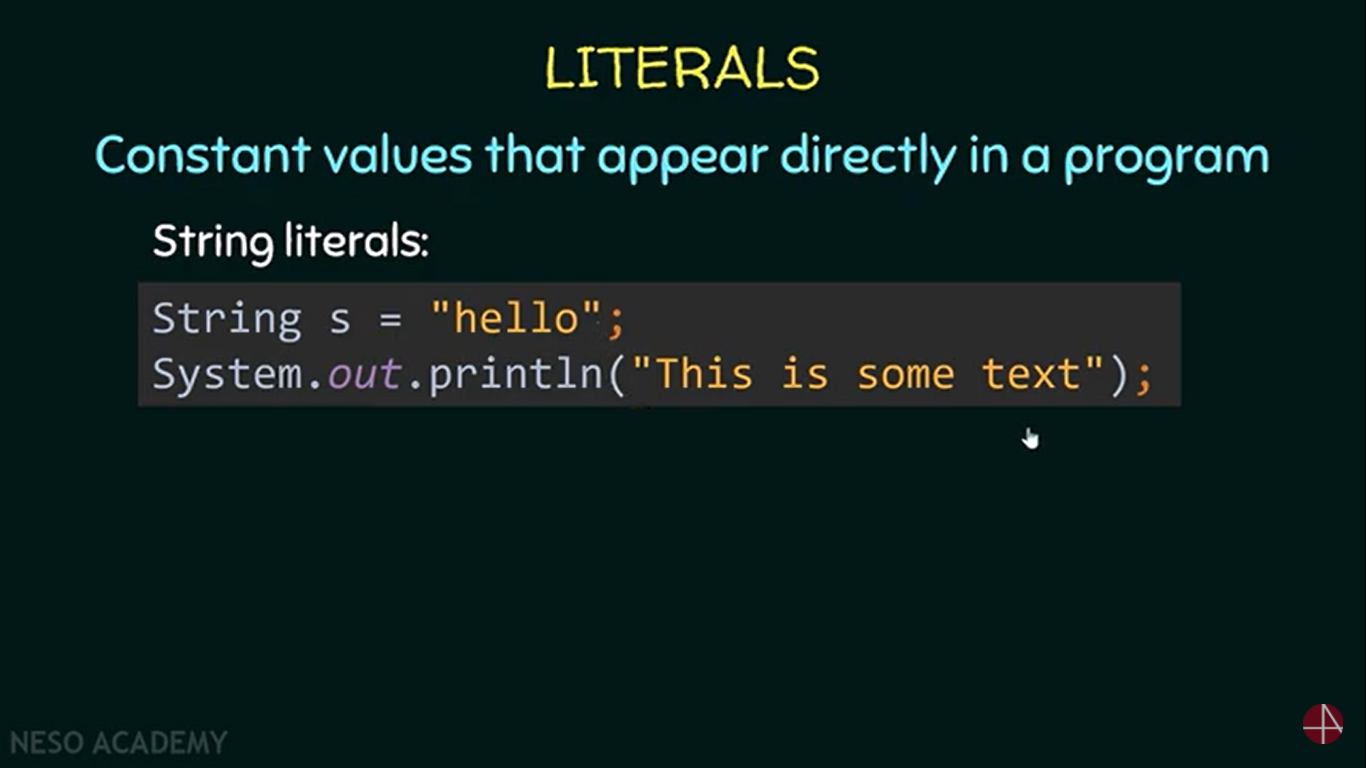 LITERALS
Constant values that appear directly in a program
String literals:
String s = "hello";
System.out.println("This is some text");
NESO ACADEMY